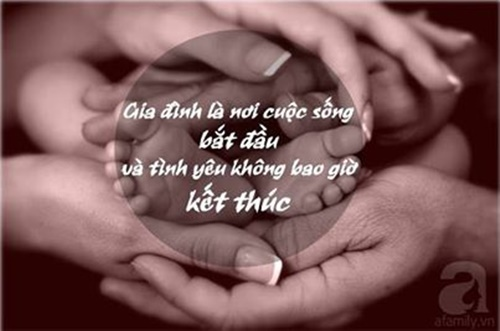 Gia đình là nơi cuộc sống
bắt đầu
và tình yêu không bao giờ
kết thúc
a
afamily.vn